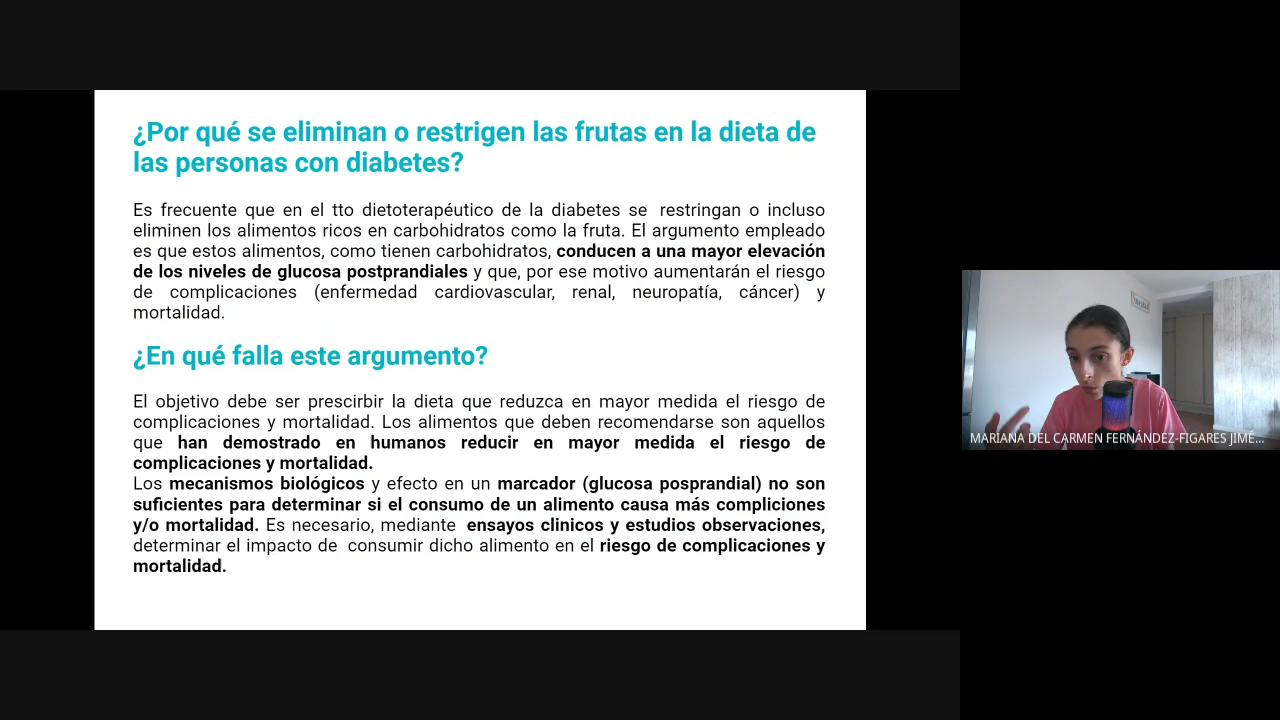 ¿Por qué se eliminan o restrigen las frutas en la dieta de
las personas con diabetes?
Es frecuente que en el tto dietoterapéutico de la diabetes se restringan o incluso
eliminen los alimentos ricos en carbohidratos como la fruta. El argumento empleado
es que estos alimentos, como tienen carbohidratos, conducen a una mayor elevación
de los niveles de glucosa postprandiales y que, por ese motivo aumentarán el riesgo
de complicaciones (enfermedad cardiovascular, renal, neuropatía, cáncer) y
mortalidad.
¿En qué falla este argumento?
El objetivo debe ser prescirbir la dieta que reduzca en mayor medida el riesgo de
complicaciones y mortalidad. Los alimentos que deben recomendarse son aquellos
que han demostrado en humanos reducir en mayor medida el riesgo de
complicaciones y mortalidad.
Los mecanismos biológicos y efecto en un marcador (glucosa posprandial) no son
suficientes para determinar si el consumo de un alimento causa más compliciones
y/o mortalidad. Es necesario, mediante ensayos clinicos y estudios observaciones,
determinar el impacto de consumir dicho alimento en el riesgo de complicaciones y
mortalidad.
MARIANA DEL CARMEN FERNÁNDEZ-FIGARES JIMÉ...